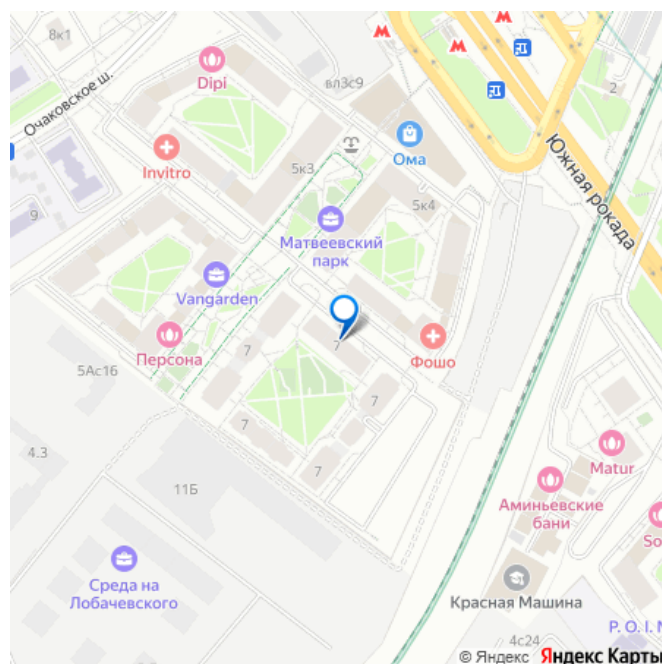 8к1
Dipi
вл3с9
2
Очаковское ш.
Ома
Invitro
5к3
Южная рокада
9
5к4
Матвеевский
парк
Vangarden
Персона
7
7
Фошо
5Ас16
7
7
4.3
7
Matur
11Б
Аминьевские
бани
So
Среда на
Лобачевского
Красная Машина
P. O. I. N
4с24
© Яндекс Яндекс Карты